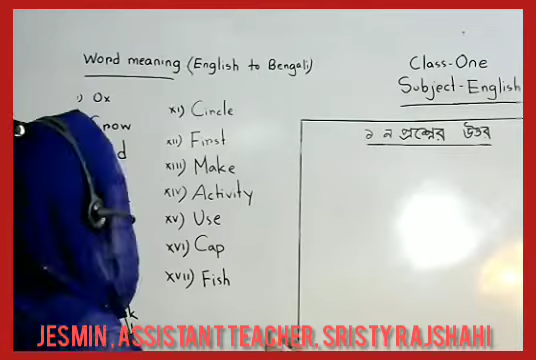 Word meaning (English to Bengali)
Class-One
Subject-English
i) Ox
xi) Circle
xii) First
xiii) Make
xiv) Activity
xv) Use
xvi) Cap
xvii) Fish
১ ন প্রশ্নের উত্তর
JESMIN, ASSISTANT TEACHER, SRISTY RAJSHAHI